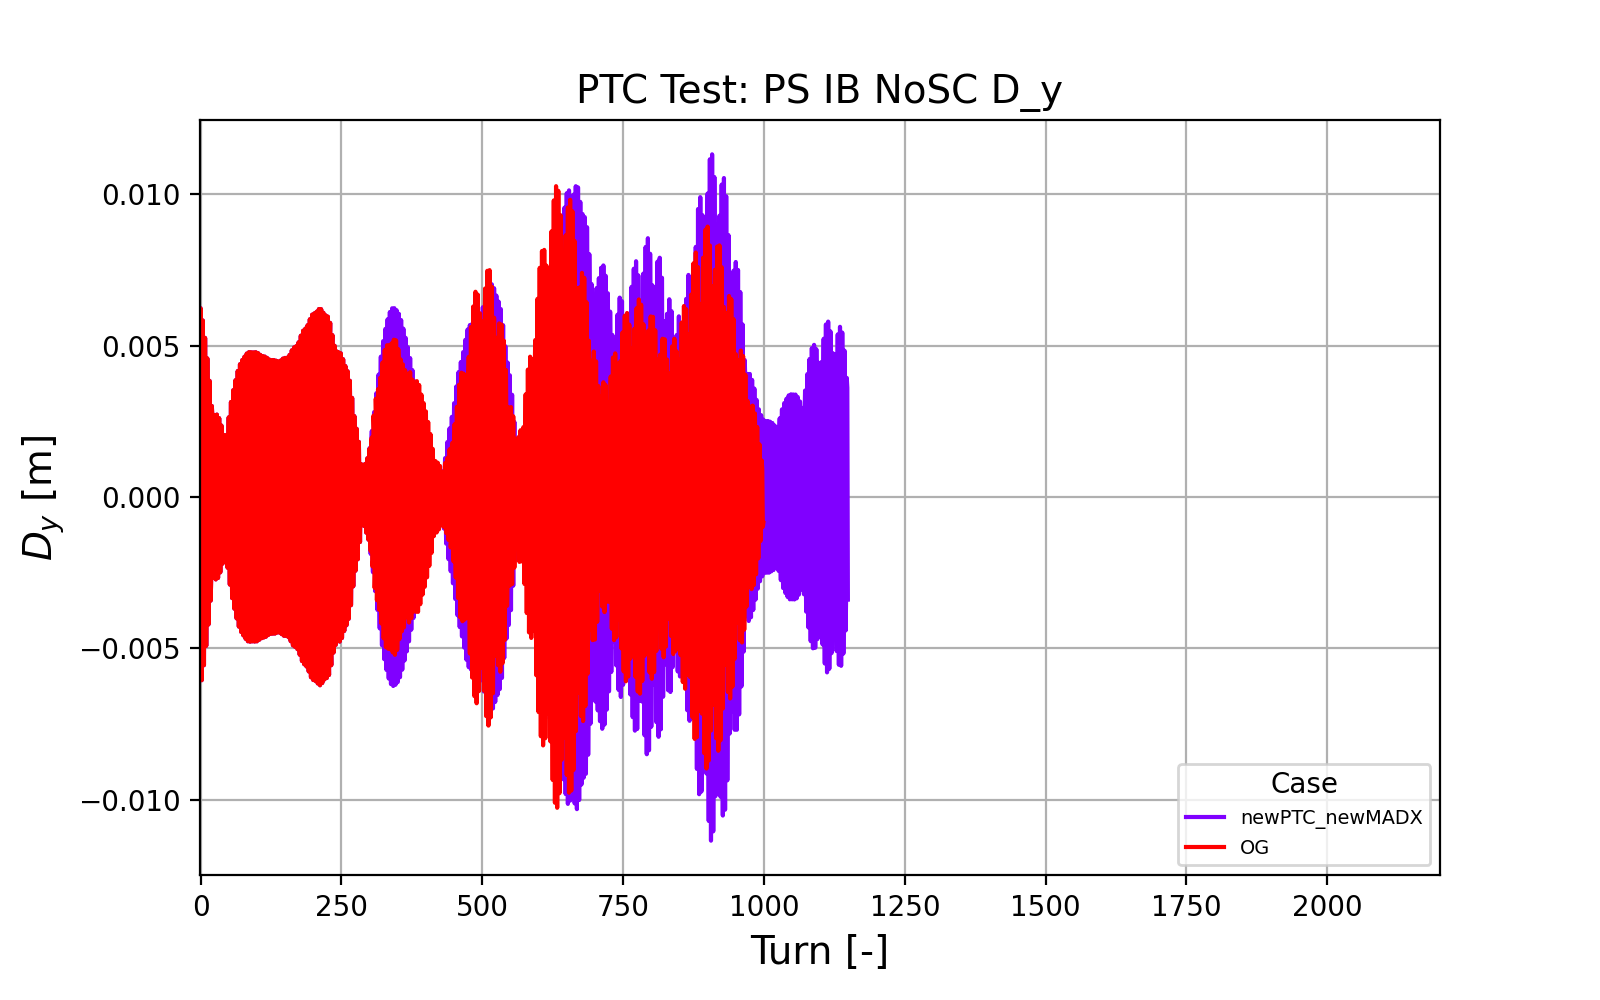 PTC Test: PS IB NoSC D_y
D_y [m]
0.010
0.005
0.000
−0.005
−0.010
0 250 500 750 1000 1250 1500 1750 2000
Turn [-]
Case
newPTC_newMADX
OG